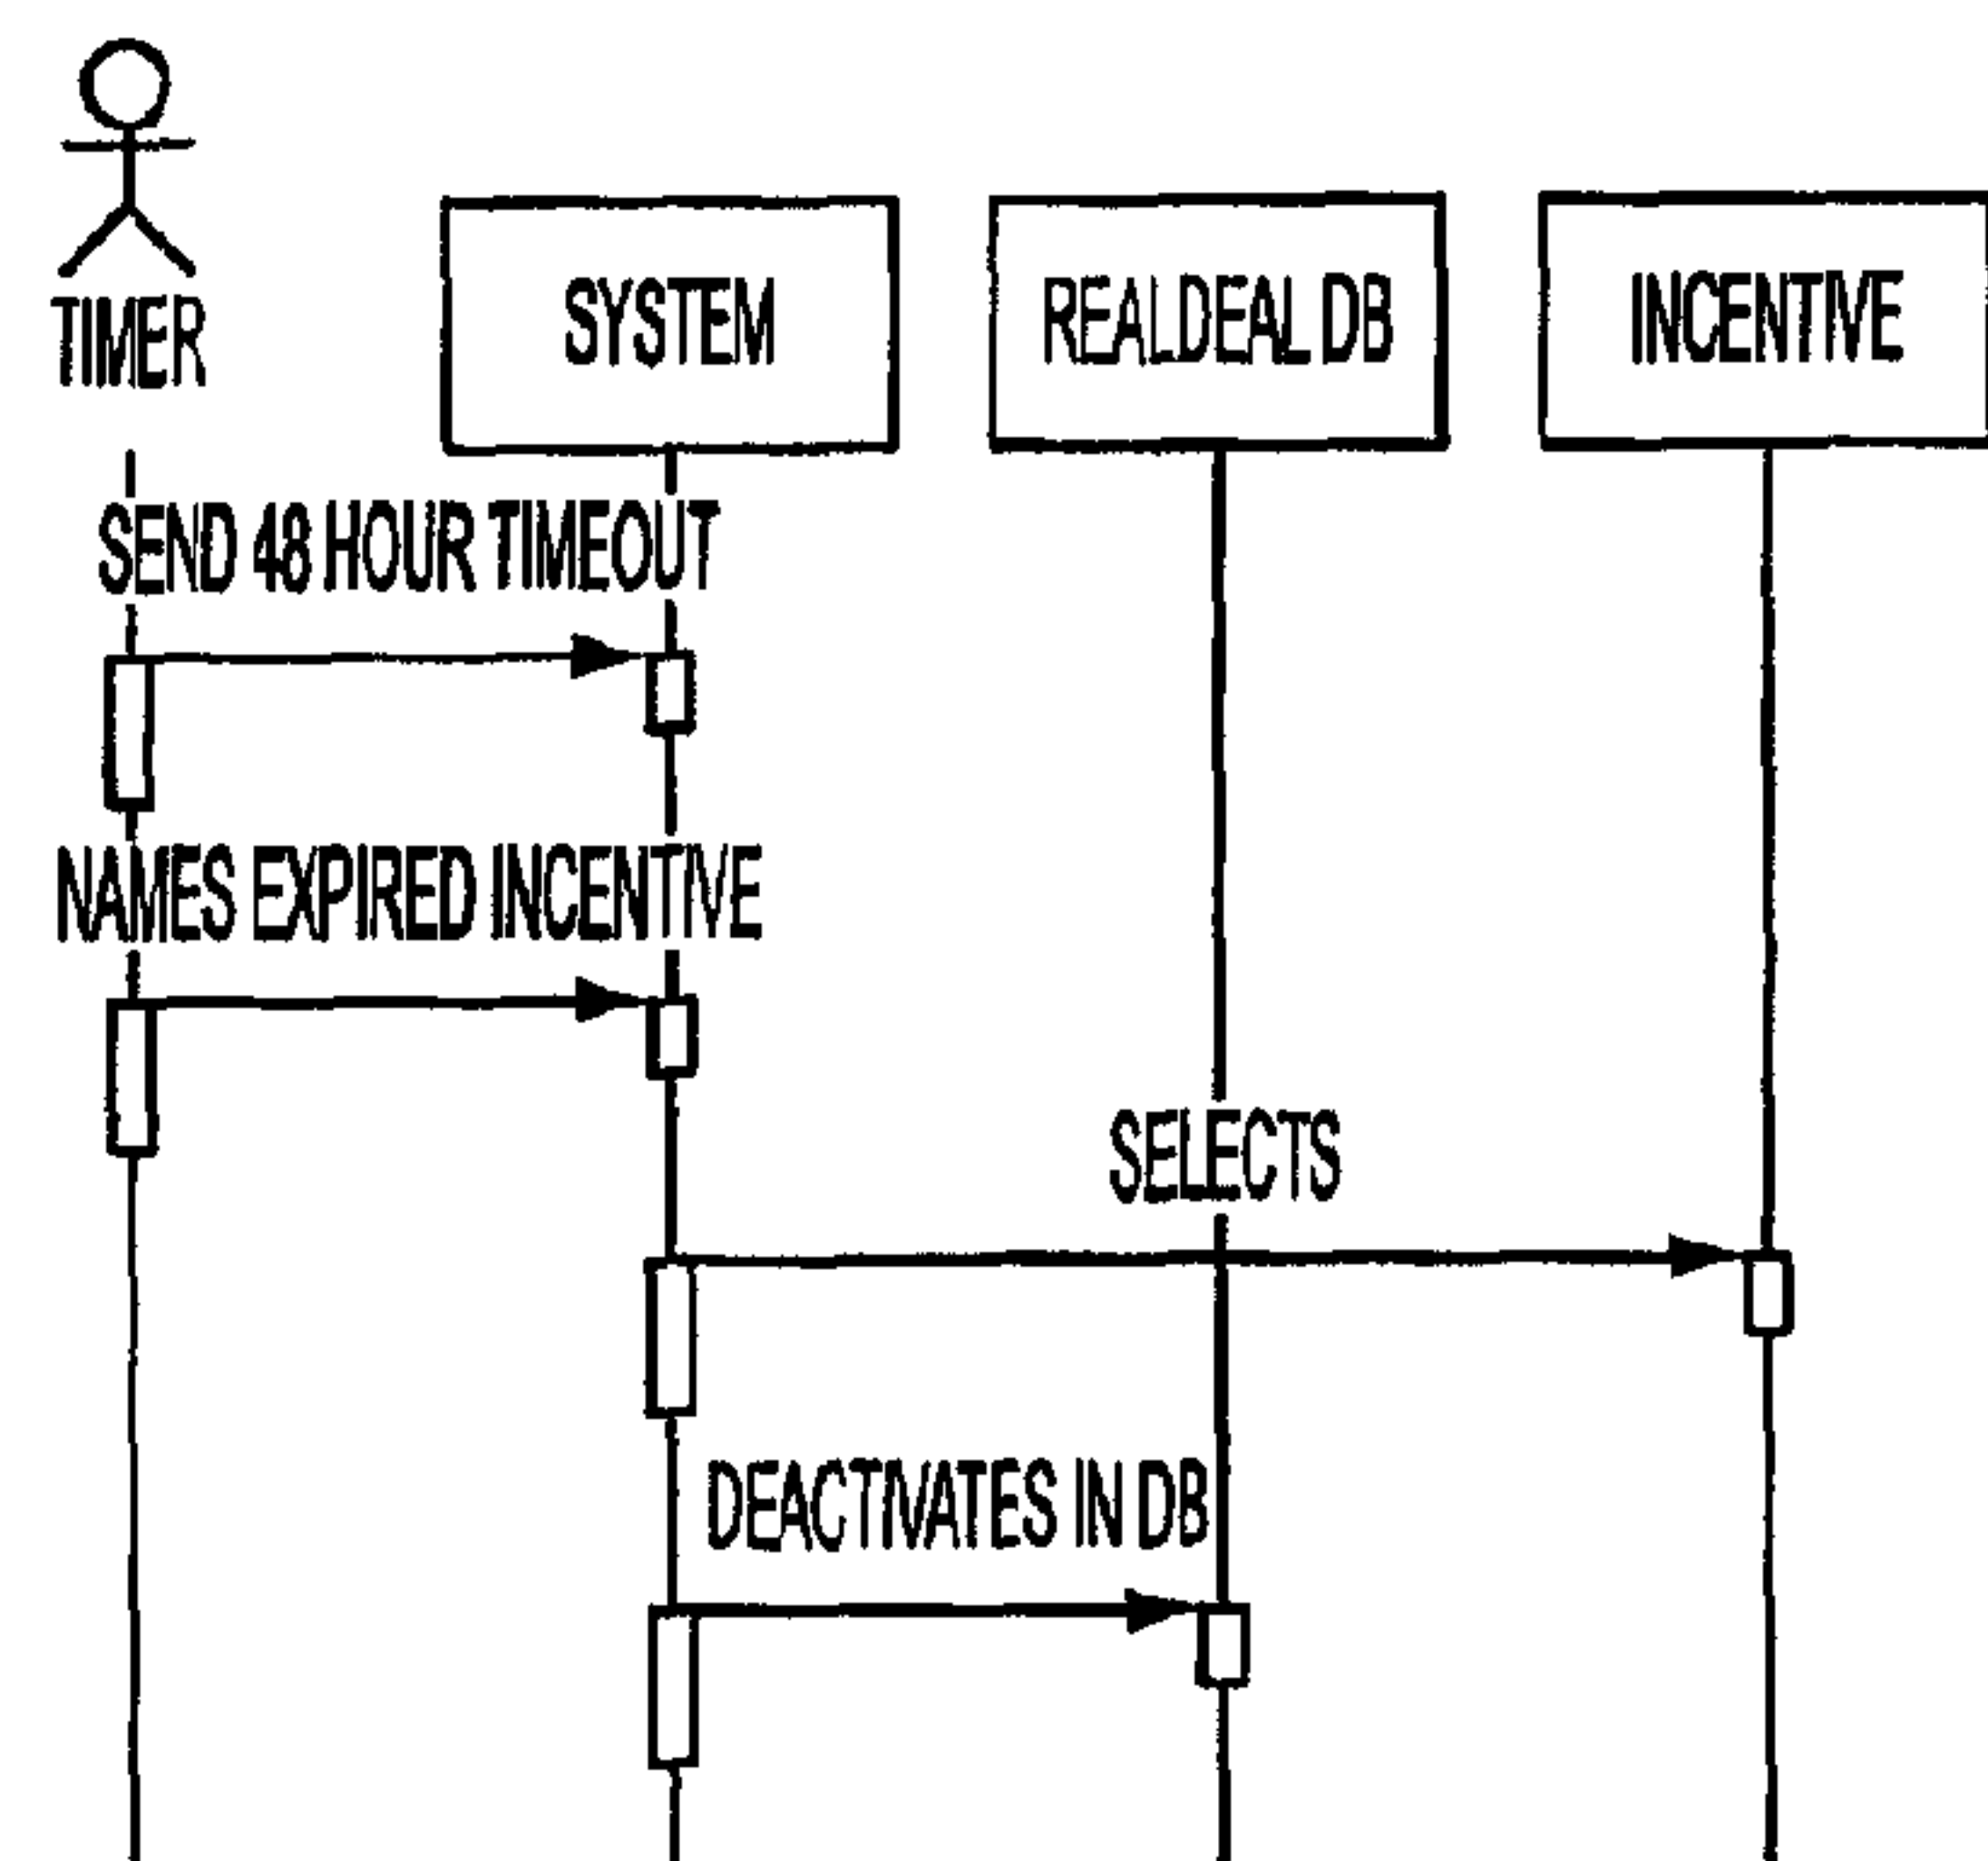 TIMER
SYSTEM
REALDEAL DB
INCENTIVE
SEND 48 HOUR TIMEOUT
NAMES EXPIRED INCENTIVE
SELECTS
DEACTIVATES IN DB